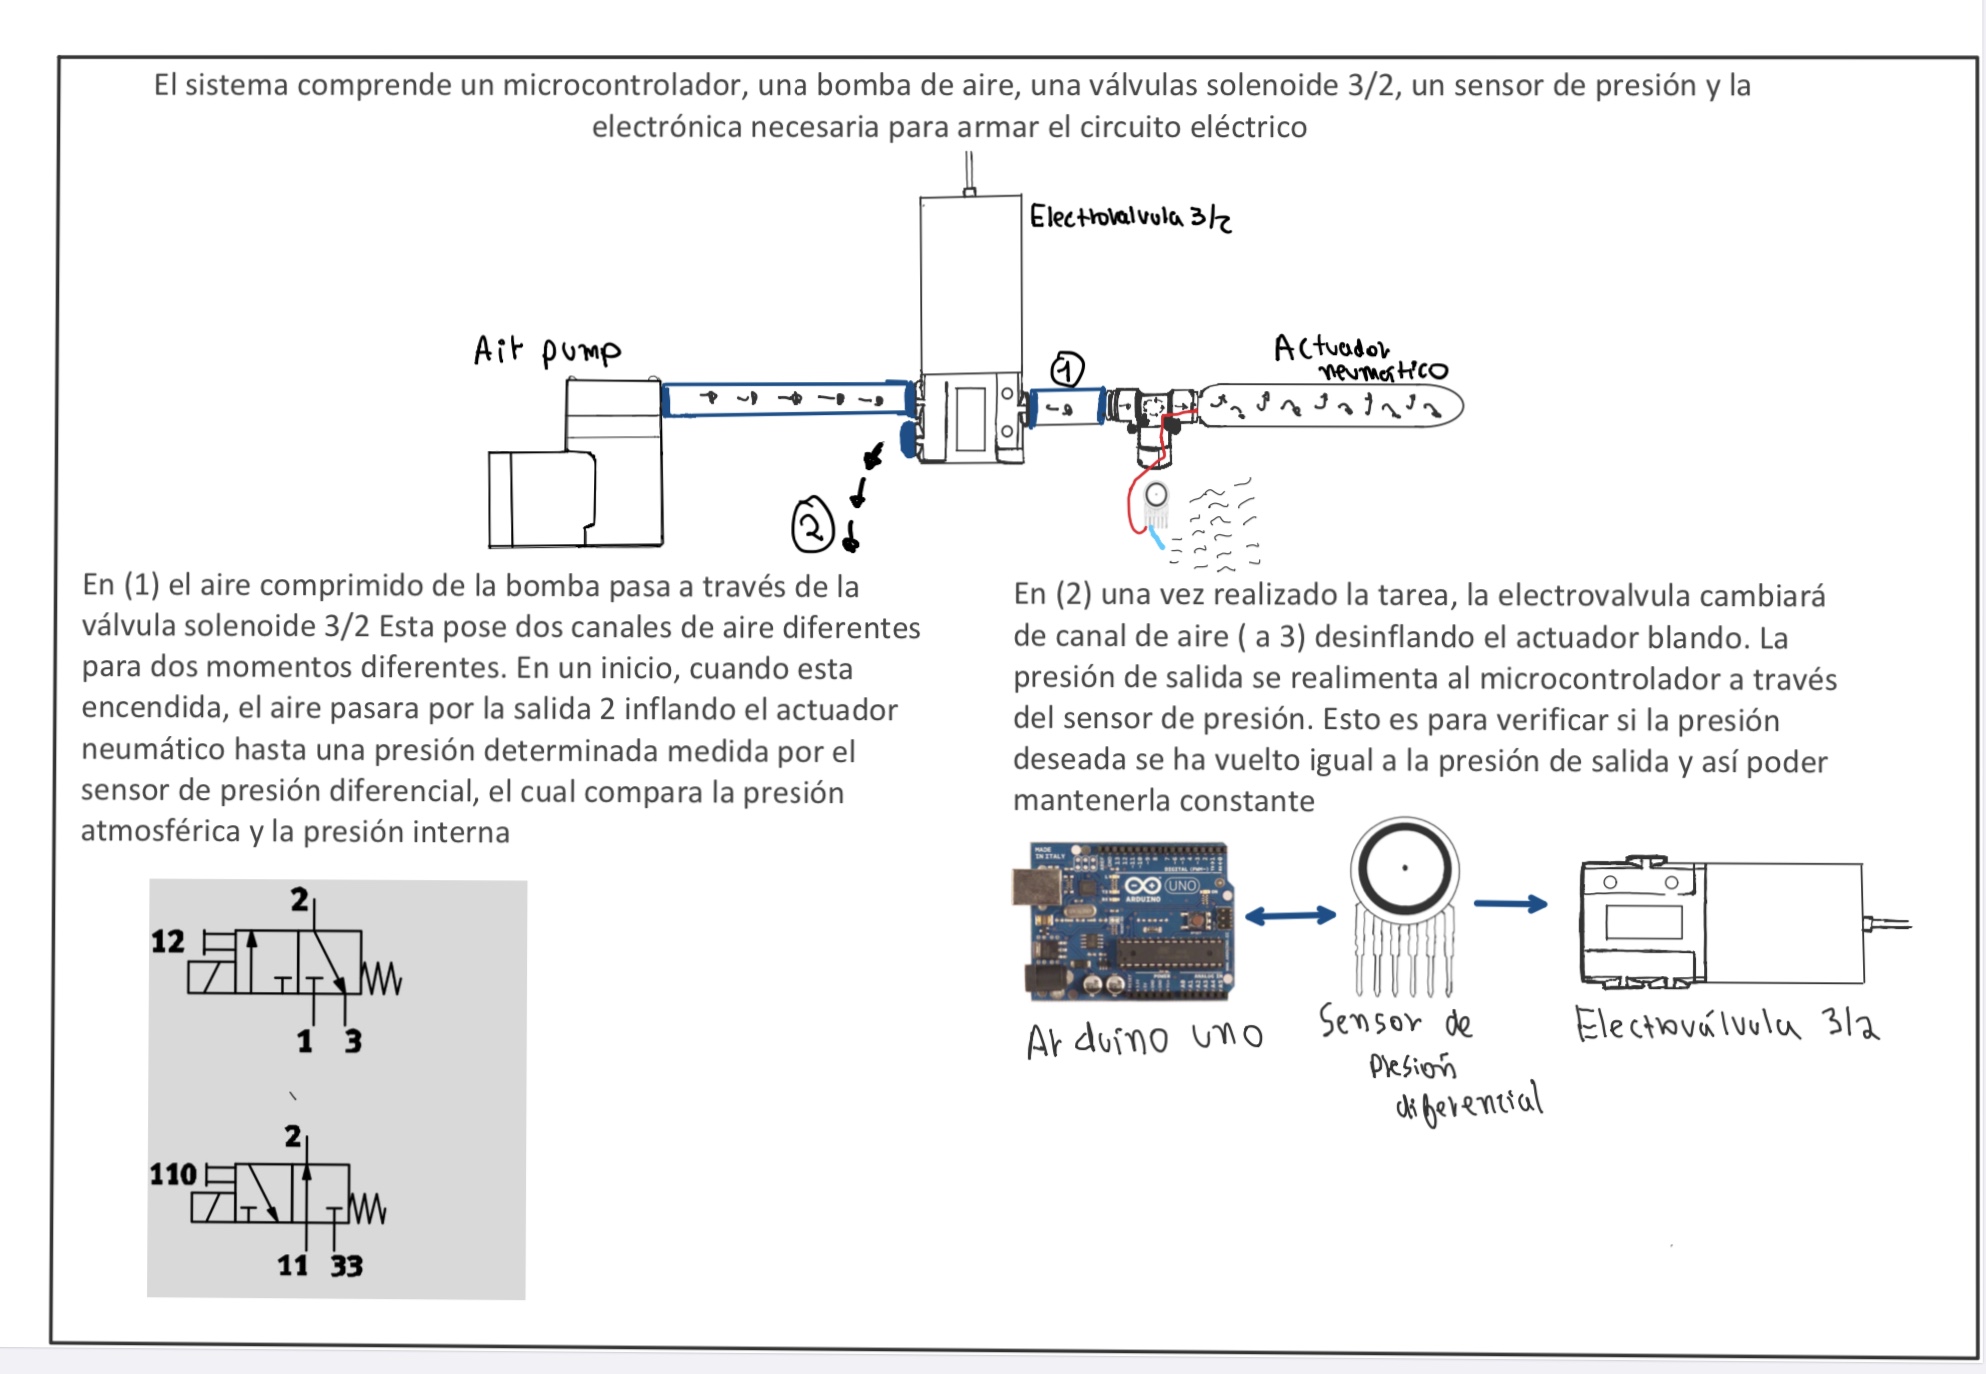 El sistema comprende un microcontrolador, una bomba de aire, una válvulas solenoide 3/2, un sensor de presión y la
electrónica necesaria para armar el circuito eléctrico
Electrovalvula 3/2
Air pump
1
Actuador
neumático
2
En (1) el aire comprimido de la bomba pasa a través de la
válvula solenoide 3/2 Esta pose dos canales de aire diferentes
para dos momentos diferentes. En un inicio, cuando esta
encendida, el aire pasara por la salida 2 inflando el actuador
neumático hasta una presión determinada medida por el
sensor de presión diferencial, el cual compara la presión
atmosférica y la presión interna
En (2) una vez realizado la tarea, la electrovalvula cambiará
de canal de aire ( a 3) desinflando el actuador blando. La
presión de salida se realimenta al microcontrolador a través
del sensor de presión. Esto es para verificar si la presión
deseada se ha vuelto igual a la presión de salida y así poder
mantenerla constante
2
12
1 3
2
110
11 33
MADE
IN ITALY
UNO
ARDUINO
Arduino uno
Sensor de
Presión
diferencial
Electroválvula 3/2